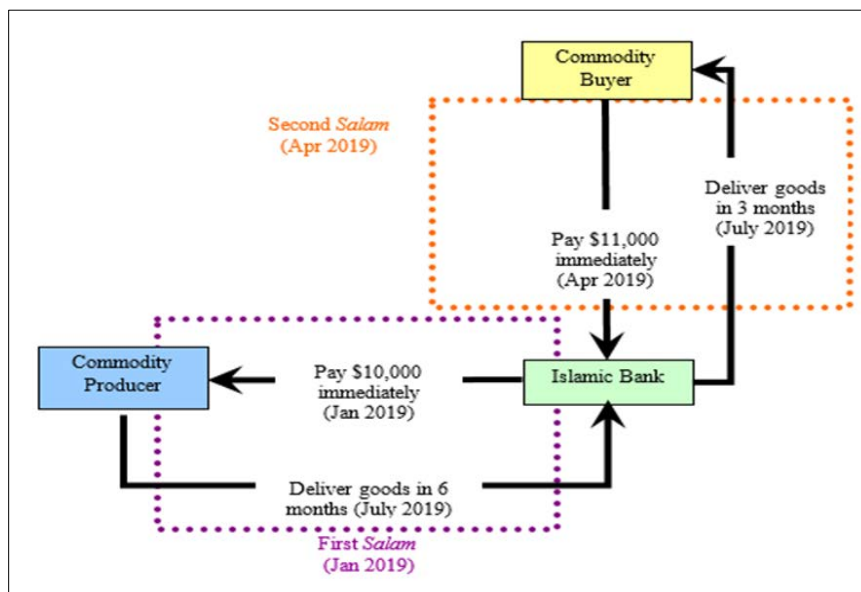 Commodity
Buyer
Second Salam
(Apr 2019)
Deliver goods
in 3 months
(July 2019)
Pay $11,000
immediately
(Apr 2019)
Commodity
Producer
Pay $10,000
immediately
(Jan 2019)
Islamic Bank
Deliver goods in 6
months (July 2019)
First Salam
(Jan 2019)